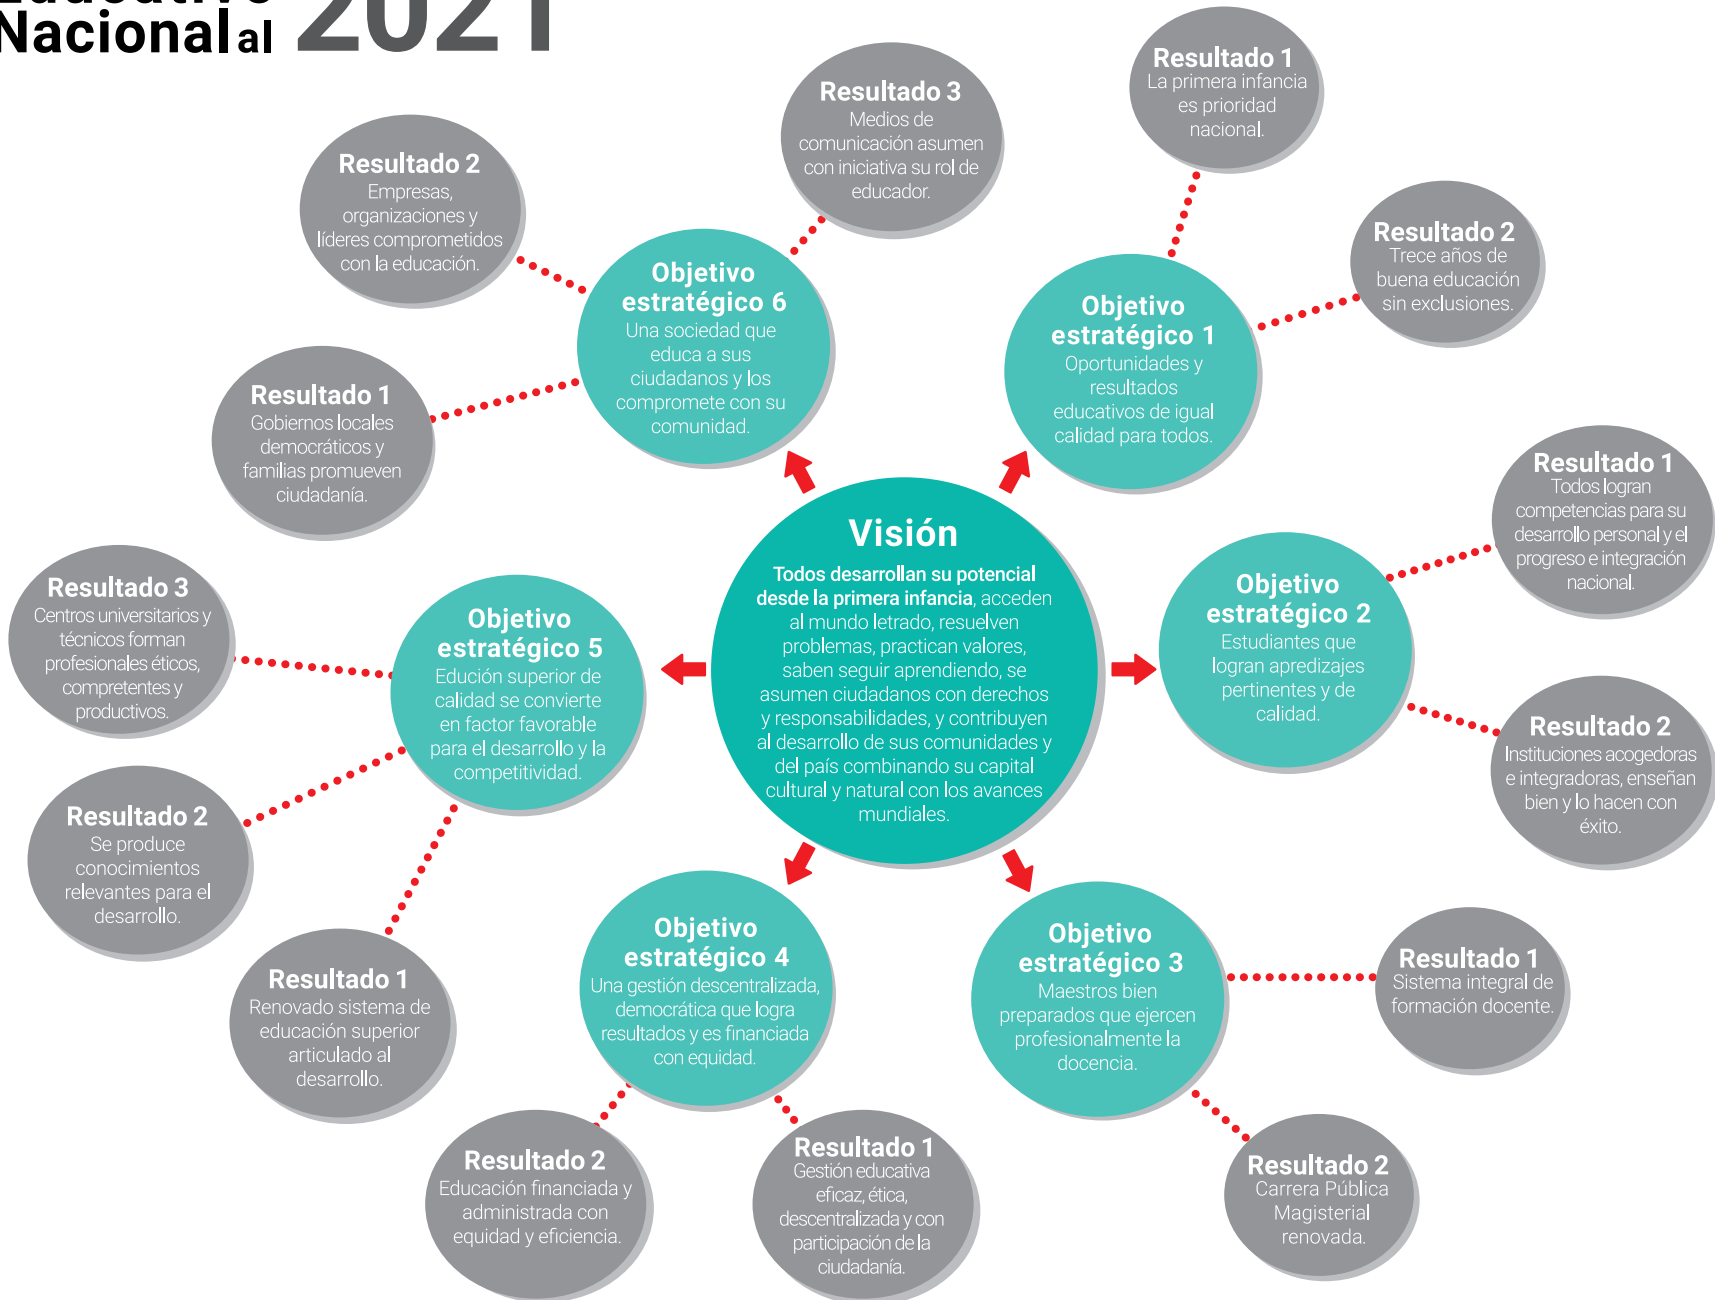 Educativo
Nacional al 2021
Resultado 3
Medios de
comunicación asumen
con iniciativa su rol de
educador.
Resultado 2
Empresas,
organizaciones y
líderes comprometidos
con la educación.
Resultado 1
Gobiernos locales
democráticos y
familias promueven
ciudadanía.
Objetivo
estratégico 6
Una sociedad que
educa a sus
ciudadanos y los
compromete con su
comunidad.
Resultado 1
La primera infancia
es prioridad
nacional.
Resultado 2
Trece años de
buena educación
sin exclusiones.
Objetivo
estratégico 1
Oportunidades y
resultados
educativos de igual
calidad para todos.
Visión
Todos desarrollan su potencial
desde la primera infancia, acceden
al mundo letrado, resuelven
problemas, practican valores,
saben seguir aprendiendo, se
asumen ciudadanos con derechos
y responsabilidades, y contribuyen
al desarrollo de sus comunidades y
del país combinando su capital
cultural y natural con los avances
mundiales.
Resultado 1
Todos logran
competencias para su
desarrollo personal y el
progreso e integración
nacional.
Objetivo
estratégico 2
Estudiantes que
logran apredizajes
pertinentes y de
calidad.
Resultado 2
Instituciones acogedoras
e integradoras, enseñan
bien y lo hacen con
éxito.
Resultado 3
Centros universitarios y
técnicos forman
profesionales éticos,
competentes y
productivos.
Objetivo
estratégico 5
Edución superior de
calidad se convierte
en factor favorable
para el desarrollo y la
competitividad.
Resultado 2
Se produce
conocimientos
relevantes para el
desarrollo.
Resultado 1
Renovado sistema de
educación superior
articulado al
desarrollo.
Objetivo
estratégico 4
Una gestión descentralizada,
democrática que logra
resultados y es financiada
con equidad.
Resultado 2
Educación financiada y
administrada con
equidad y eficiencia.
Resultado 1
Gestión educativa
eficaz, ética,
descentralizada y con
participación de la
ciudadanía.
Objetivo
estratégico 3
Maestros bien
preparados que ejercen
profesionalmente la
docencia.
Resultado 1
Sistema integral de
formación docente.
Resultado 2
Carrera Pública
Magisterial
renovada.